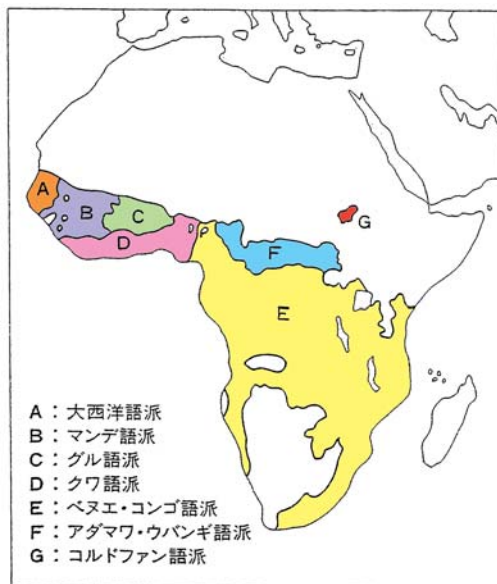 A
B
C
D
E
F
G
A：大西洋語派
B：マンデ語派
C：グル語派
D：クワ語派
E：ベヌエ・コンゴ語派
F：アダマワ・ウバンギ語派
G：コルドファン語派